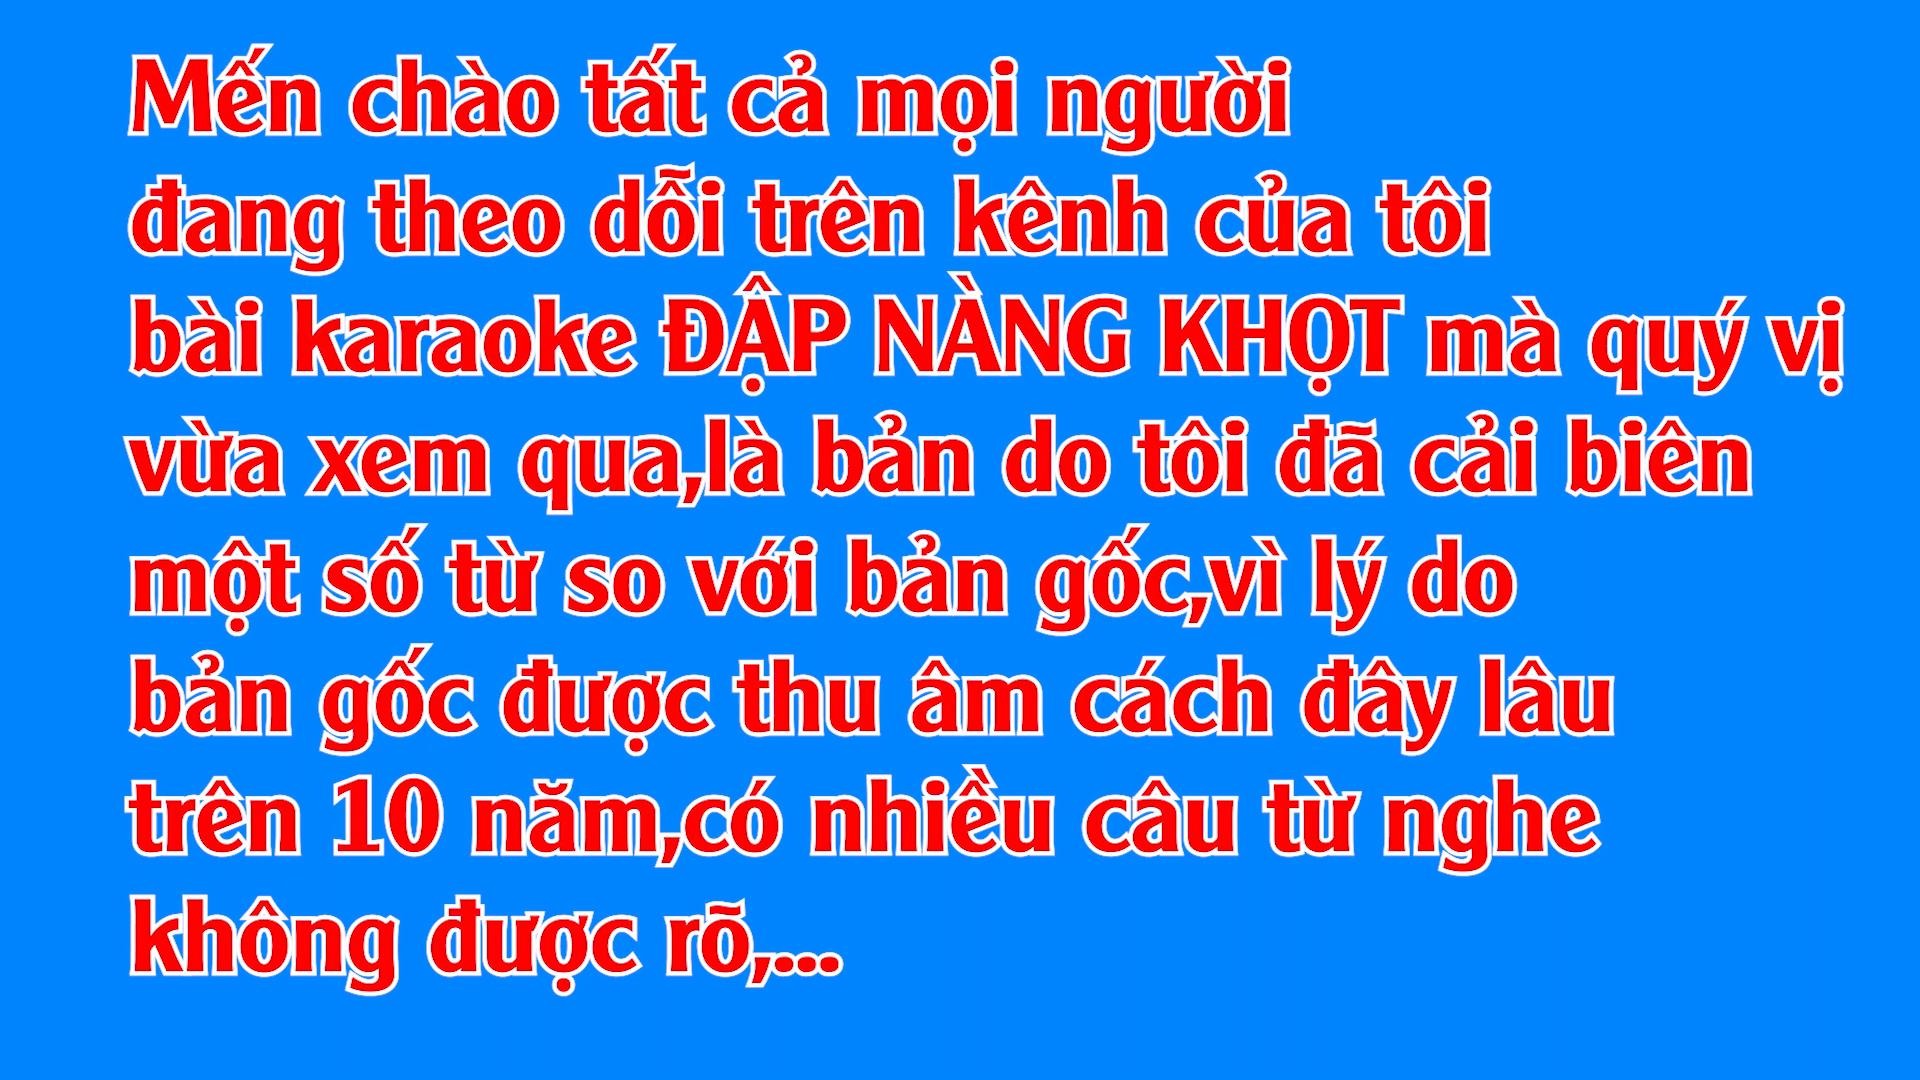 Mến chào tất cả mọi người
đang theo dỗi trên kênh của tôi
bài karaoke ĐẬP NÀNG KHỌT mà quý vị
vừa xem qua,là bản do tôi đã cải biên
một số từ so với bản gốc,vì lý do
bản gốc được thu âm cách đây lâu
trên 10 năm,có nhiều câu từ nghe
không được rõ,...